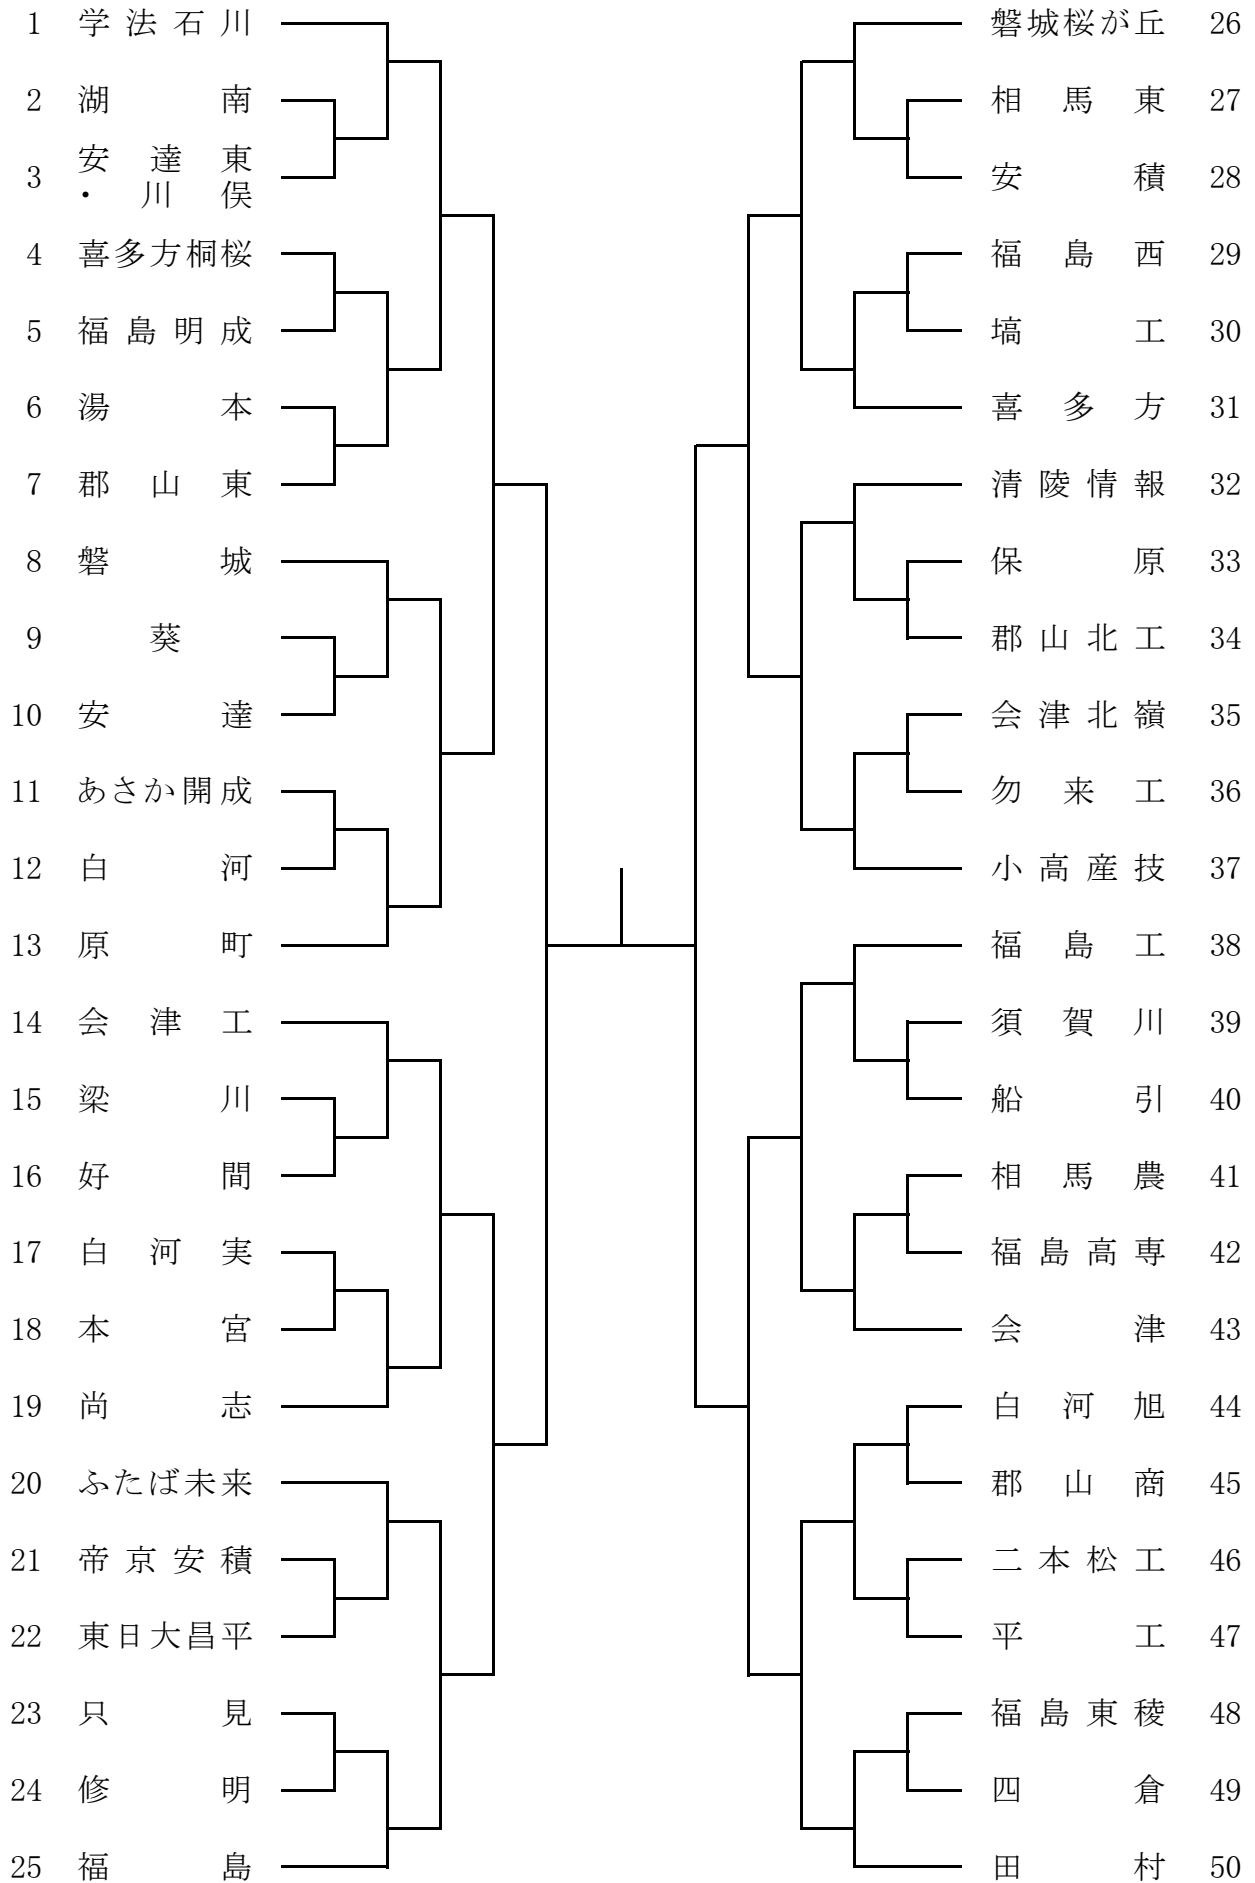 1 学法石川
2 湖南
3 安達東・川俣
4 喜多方桐桜
5 福島明成
6 湯本
7 郡山東
8 磐城
9 葵
10 安達
11 あさか開成
12 白河
13 原町
14 会津工
15 梁川
16 好間
17 白河実
18 本宮
19 尚志
20 ふたば未来
21 帝京安積
22 東日大昌平
23 只見
24 修明
25 福島
磐城桜が丘 26
相馬東 27
安積 28
福島西 29
塙工 30
喜多方 31
清陵情報 32
保原 33
郡山北工 34
会津北嶺 35
勿来工 36
小高産技 37
福島工 38
須賀川 39
船引 40
相馬農 41
福島高専 42
会津 43
白河旭 44
郡山商 45
二本松工 46
平工 47
福島東稜 48
四倉 49
田村 50